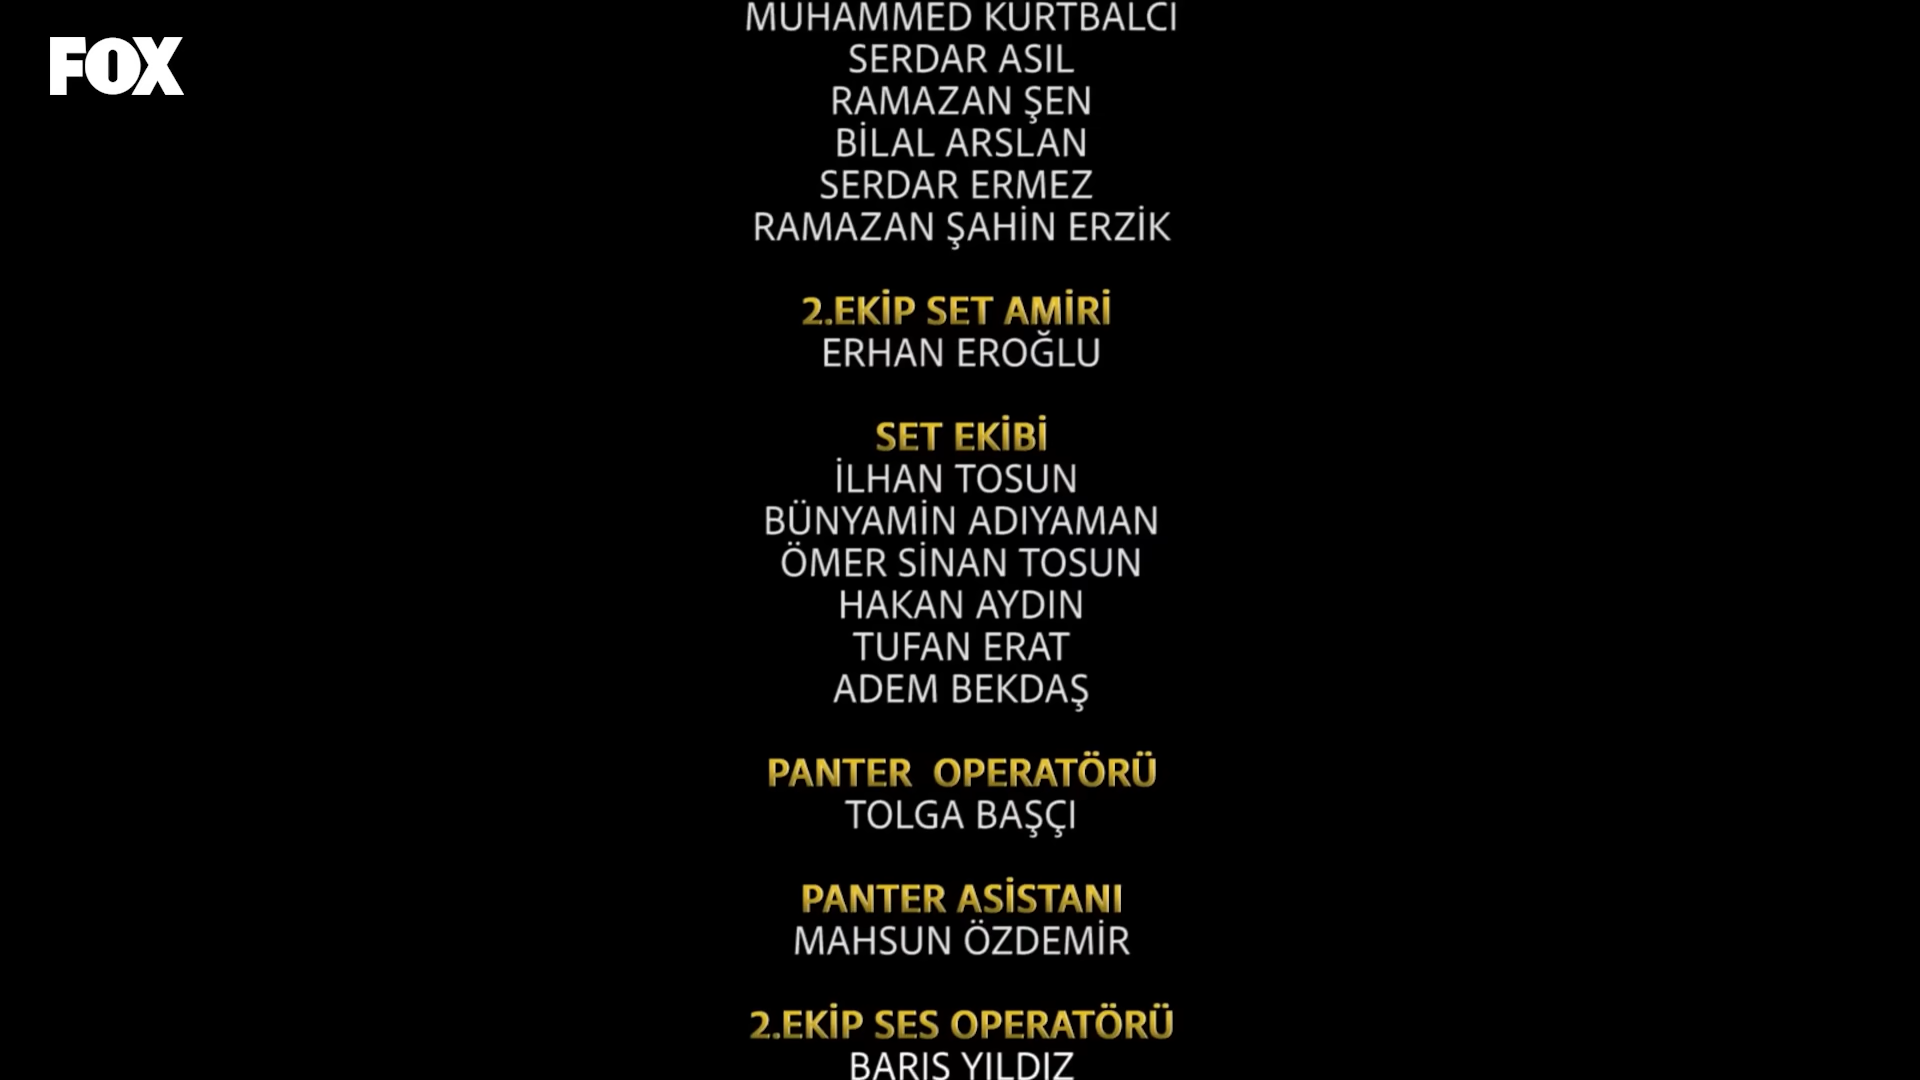 FOX
MUHAMMED KURTBALCI
SERDAR ASIL
RAMAZAN ŞEN
BİLAL ARSLAN
SERDAR ERMEZ
RAMAZAN ŞAHİN ERZİK
2.EKİP SET AMİRİ
ERHAN EROĞLU
SET EKİBİ
İLHAN TOSUN
BÜNYAMİN ADIYAMAN
ÖMER SİNAN TOSUN
HAKAN AYDIN
TUFAN ERAT
ADEM BEKDAŞ
PANTER  OPERATÖRÜ
TOLGA BAŞÇI
PANTER ASİSTANI
MAHSUN ÖZDEMİR
2.EKİP SES OPERATÖRÜ
BARIŞ YILDIZ